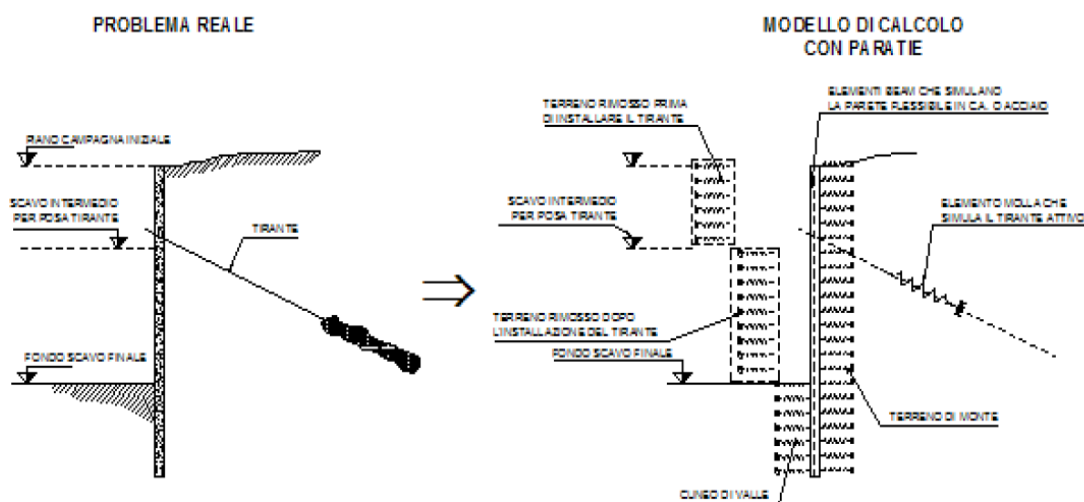 PROBLEMA REALE
PIANO CAMPAGNA INIZIALE
SCAVO INTERMEDIO
PER POSA TIRANTE
TIRANTE
FONDO SCAVO FINALE
MODELLO DI CALCOLO
CON PARATIE
ELEMENTI BEAM CHE SIMULANO
LA PARETE FLESSIBILE IN C.A. O ACCIAIO
TERRENO RIMOSSO PRIMA
DI INSTALLARE IL TIRANTE
SCAVO INTERMEDIO
PER POSA TIRANTE
ELEMENTO MOLLA CHE
SIMULA IL TIRANTE ATTIVO
TERRENO RIMOSSO DOPO
L'INSTALLAZIONE DEL TIRANTE
FONDO SCAVO FINALE
TERRENO DI MONTE
CUNEO DI VALLE